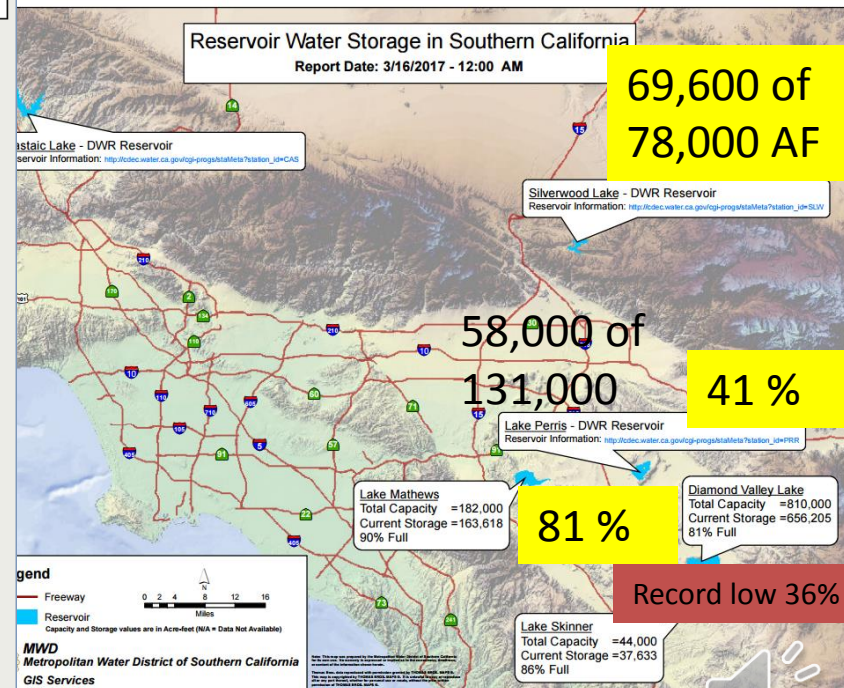 Reservoir Water Storage in Southern California
Report Date: 3/16/2017 - 12:00 AM
69,600 of
78,000 AF
14
15
astaic Lake - DWR Reservoir
servoir Information: http://cdec.water.ca.gov/cgi-progs/staMeta?station_id=CAS
Silverwood Lake - DWR Reservoir
Reservoir Information: http://cdec.water.ca.gov/cgi-progs/staMeta?station_id=SLW
210
170
2
101
134
110
210
58,000 of
131,000
30
10
41 %
10
110
710
605
60
71
15
105
5
57
91
405
91
Lake Perris - DWR Reservoir
Reservoir Information: http://cdec.water.ca.gov/cgi-progs/staMeta?station_id=PRR
Lake Mathews
Total Capacity =182,000
Current Storage =163,618
90% Full
81 %
Diamond Valley Lake
Total Capacity =810,000
Current Storage =656,205
81% Full
22
405
Record low 36%
gend
Freeway
Reservoir
N
0 2 4 8 12 16
Miles
Capacity and Storage values are in Acre-feet (N/A = Data Not Available)
73
241
Lake Skinner
Total Capacity =44,000
Current Storage =37,633
86% Full
MWD
Metropolitan Water District of Southern California
GIS Services